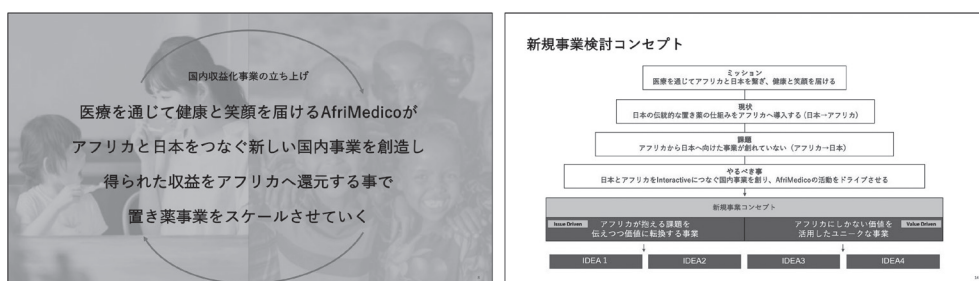 国内収益化事業の立ち上げ
医療を通じて健康と笑顔を届けるAfriMedicoが
アフリカと日本をつなぐ新しい国内事業を創造し
得られた収益をアフリカへ還元する事で
置き薬事業をスケールさせていく
新規事業検討コンセプト
ミッション
医療を通じてアフリカと日本を繋ぎ、健康と笑顔を届ける
現状
日本の伝統的な置き薬の仕組みをアフリカへ導入する（日本→アフリカ）
課題
アフリカから日本へ向けた事業が創れていない（アフリカ→日本）
やるべき事
日本とアフリカをInteractiveにつなぐ国内事業を創り、AfriMedicoの活動をドライブさせる
新規事業コンセプト
Issue Driven
アフリカが抱える課題を
伝えつつ価値に転換する事業
アフリカにしかない価値を
活用したユニークな事業
Value Driven
IDEA 1
IDEA2
IDEA3
IDEA4